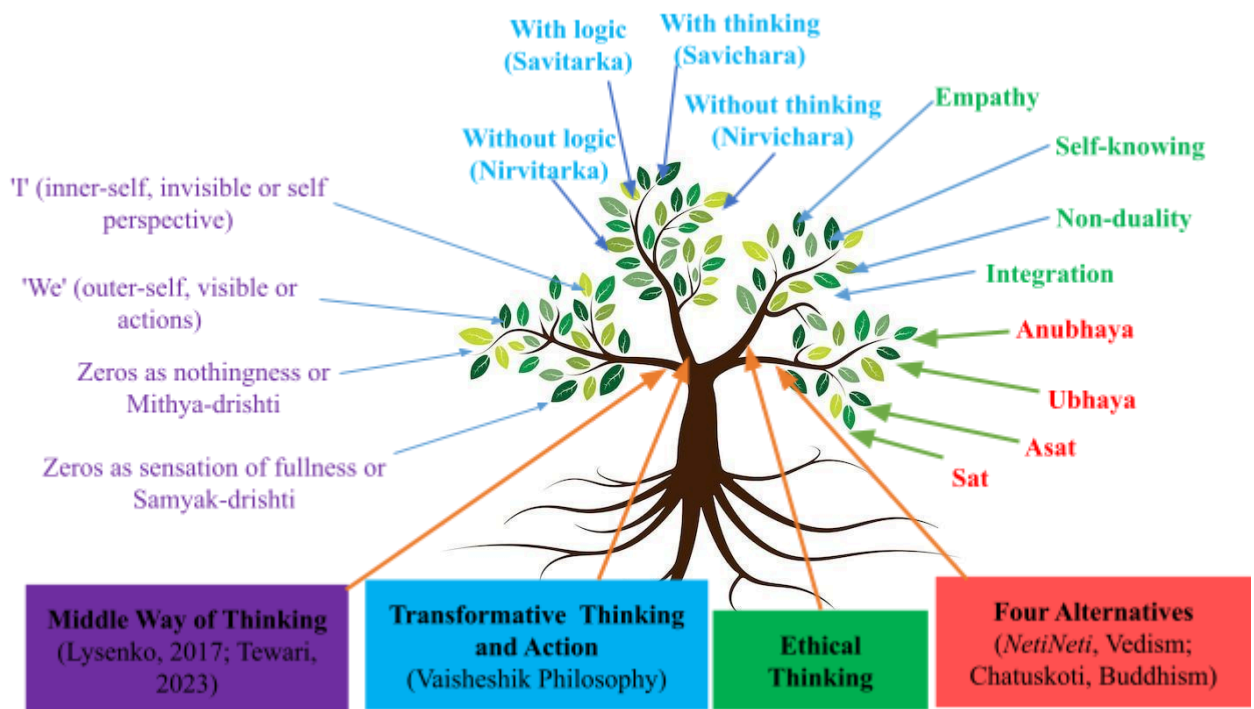 With logic
(Savitarka)
With thinking
(Savichara)
Without logic
(Nirvitarka)
Without thinking
(Nirvichara)
Empathy
Self-knowing
Non-duality
Integration
'I' (inner-self, invisible or self
perspective)
'We' (outer-self, visible or
actions)
Zeros as nothingness or
Mithya-drishti
Zeros as sensation of fullness or
Samyak-drishti
Anubhaya
Ubhaya
Asat
Sat
Middle Way of Thinking
(Lysenko, 2017; Tewari,
2023)
Transformative Thinking
and Action
(Vaisheshik Philosophy)
Ethical
Thinking
Four Alternatives
(NetiNeti, Vedism;
Chatuskoti, Buddhism)